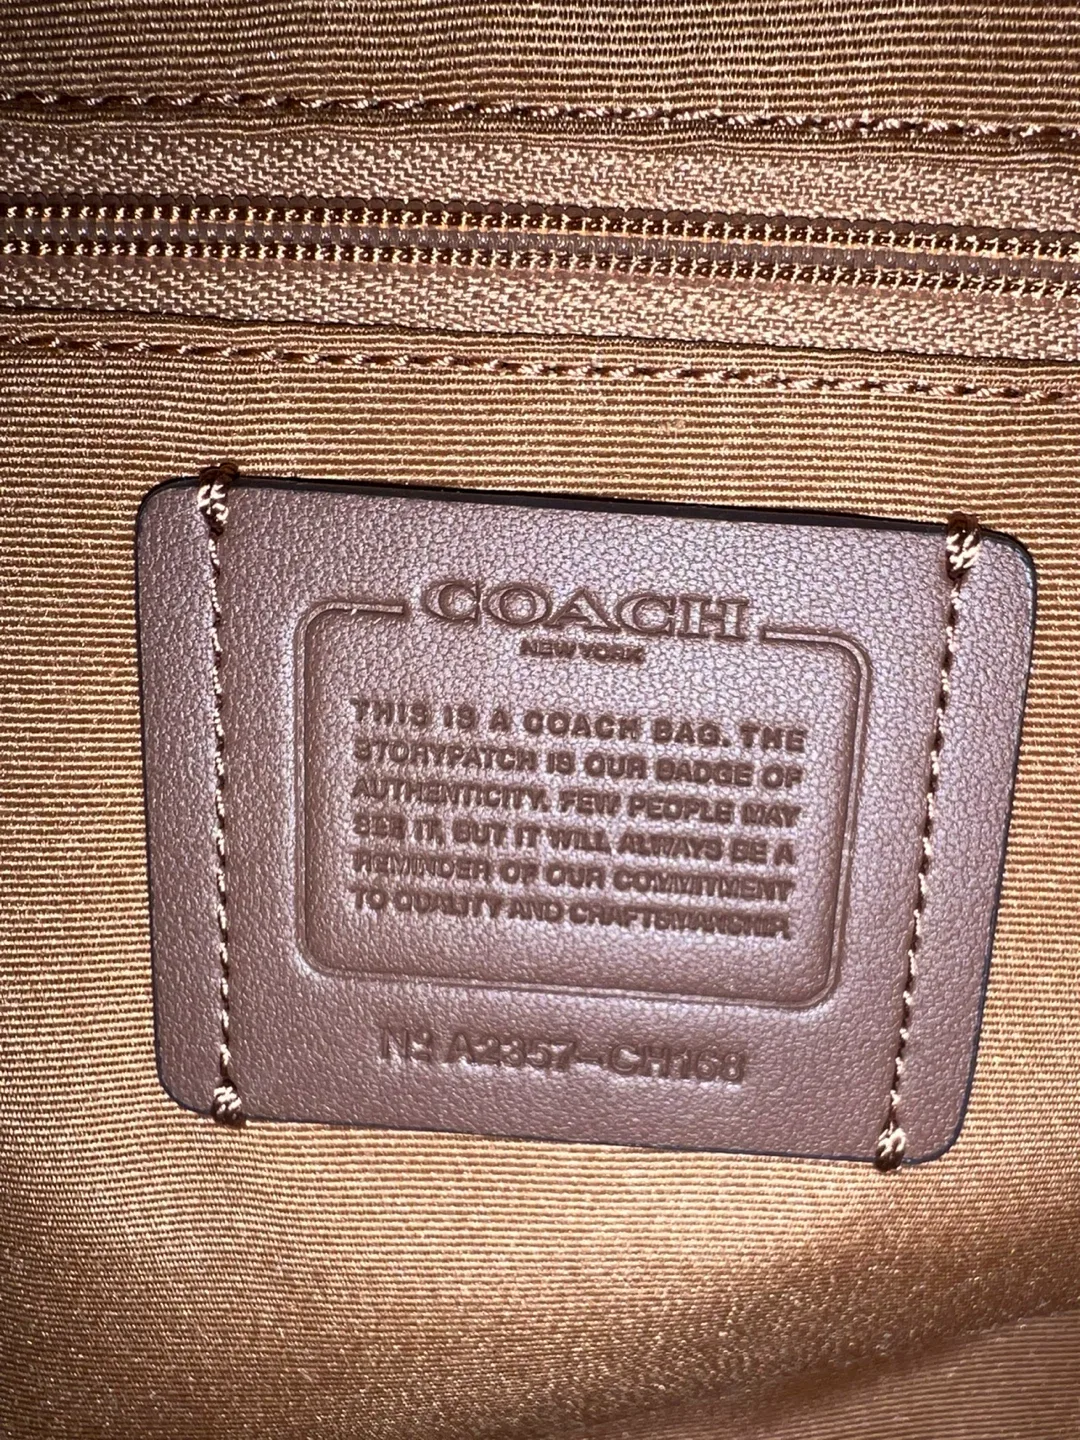 COACH
NEW YORK
THIS IS A COACH BAG. THE
STORYPATCH IS OUR BADGE OF
AUTHENTICITY. FEW PEOPLE MAY
SEE IT, BUT IT WILL ALWAYS BE A
REMINDER OF OUR COMMITMENT
TO QUALITY AND CRAFTSMANSHIP.
Nº A2357-CH168